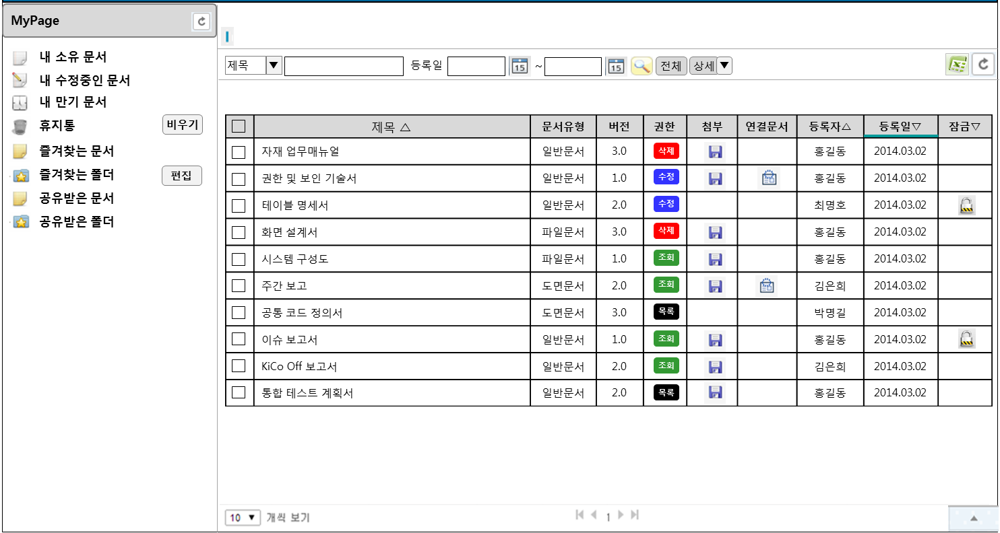 MyPage
내 소유 문서
내 수정중인 문서
내 만기 문서
휴지통 비우기
즐겨찾는 문서
즐겨찾는 폴더 편집
공유받은 문서
공유받은 폴더
제목 ▼ 등록일 15 ~ 15 전체 상세 ▼
제목 △ 문서유형 버전 권한 첨부 연결문서 등록자△ 등록일▽ 잠금▽
자재 업무매뉴얼 일반문서 3.0 삭제 홍길동 2014.03.02
권한 및 보인 기술서 일반문서 1.0 수정 홍길동 2014.03.02
테이블 명세서 일반문서 2.0 수정 최명호 2014.03.02
화면 설계서 파일문서 3.0 삭제 홍길동 2014.03.02
시스템 구성도 파일문서 1.0 조회 홍길동 2014.03.02
주간 보고 도면문서 2.0 조회 김은희 2014.03.02
공통 코드 정의서 도면문서 3.0 목록 박명길 2014.03.02
이슈 보고서 일반문서 1.0 조회 홍길동 2014.03.02
KiCo Off 보고서 일반문서 2.0 조회 김은희 2014.03.02
통합 테스트 계획서 일반문서 2.0 목록 홍길동 2014.03.02
10 ▼ 개씩 보기 1